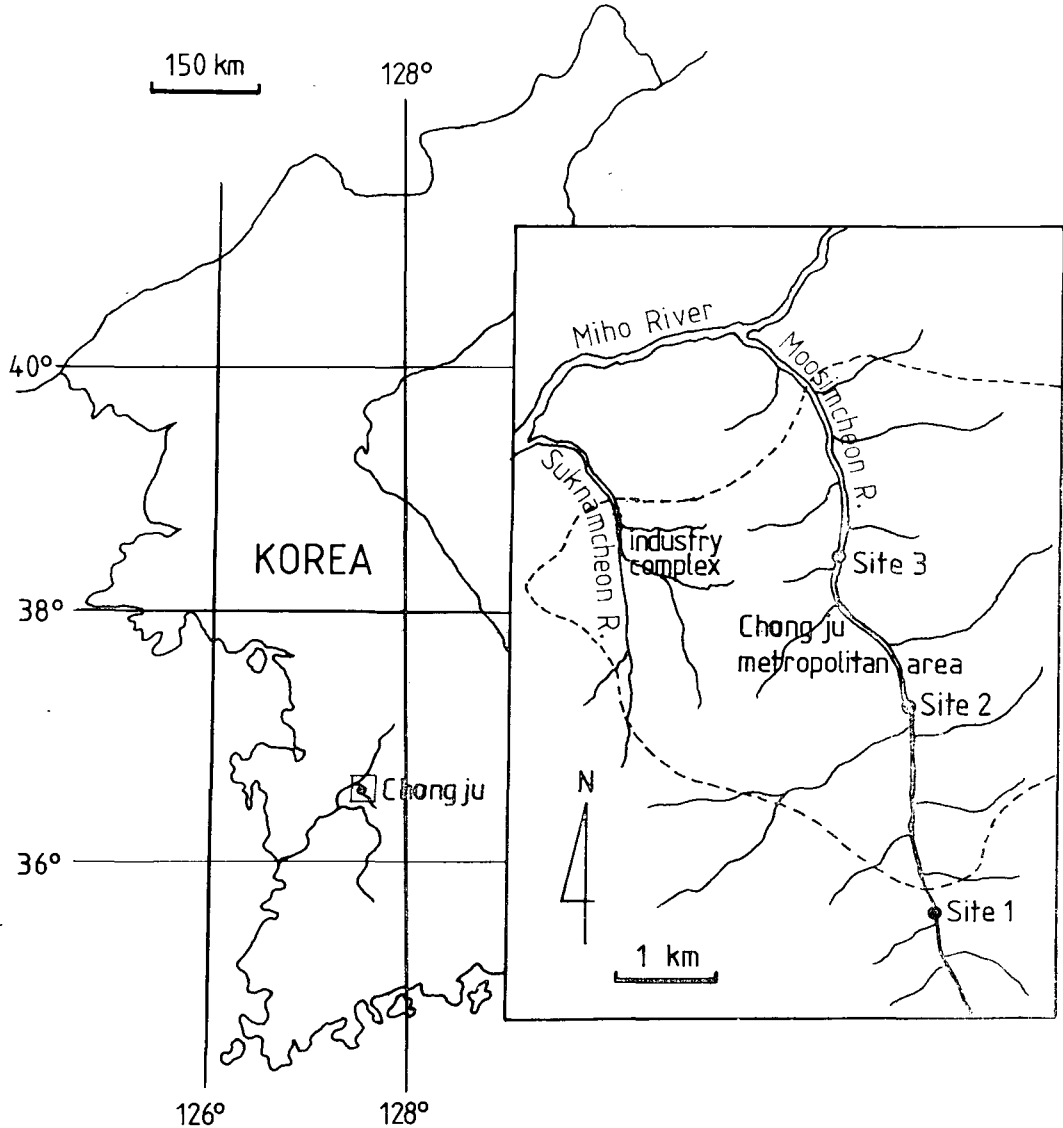 150 km
128°
40°
KOREA
38°
Chong ju
36°
126°
128°
Miho River
Moosimcheon R.
Suknamcheon R.
industry
complex
Site 3
Chong ju
metropolitan area
Site 2
N
Site 1
1 km